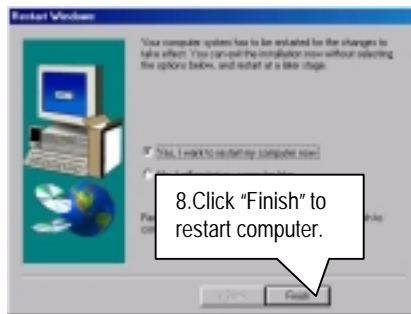 Restart Windows
Your computer system has to be restarted for the changes to
take effect. You can exit the installation now without selecting
the options below, and restart at a later stage.
Yes, I want to restart my computer now.
8.Click “Finish” to
restart computer.
Finish